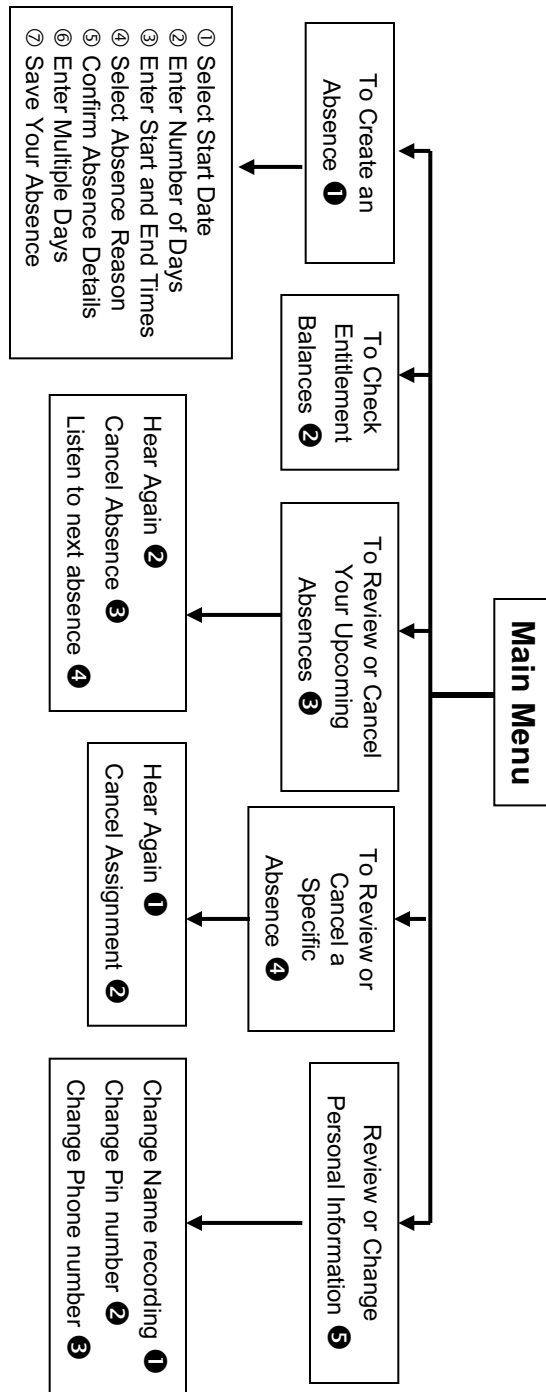 Main Menu
To Create an
Absence ❶
To Check
Entitlement
Balances ❷
To Review or Cancel
Your Upcoming
Absences ❸
To Review or
Cancel a
Specific
Absence ❹
Review or Change
Personal Information ❺
① Select Start Date
② Enter Number of Days
③ Enter Start and End Times
④ Select Absence Reason
⑤ Confirm Absence Details
⑥ Enter Multiple Days
⑦ Save Your Absence
Hear Again ❷
Cancel Absence ❸
Listen to next absence ❹
Hear Again ❶
Cancel Assignment ❷
Change Name recording ❶
Change Pin number ❷
Change Phone number ❸